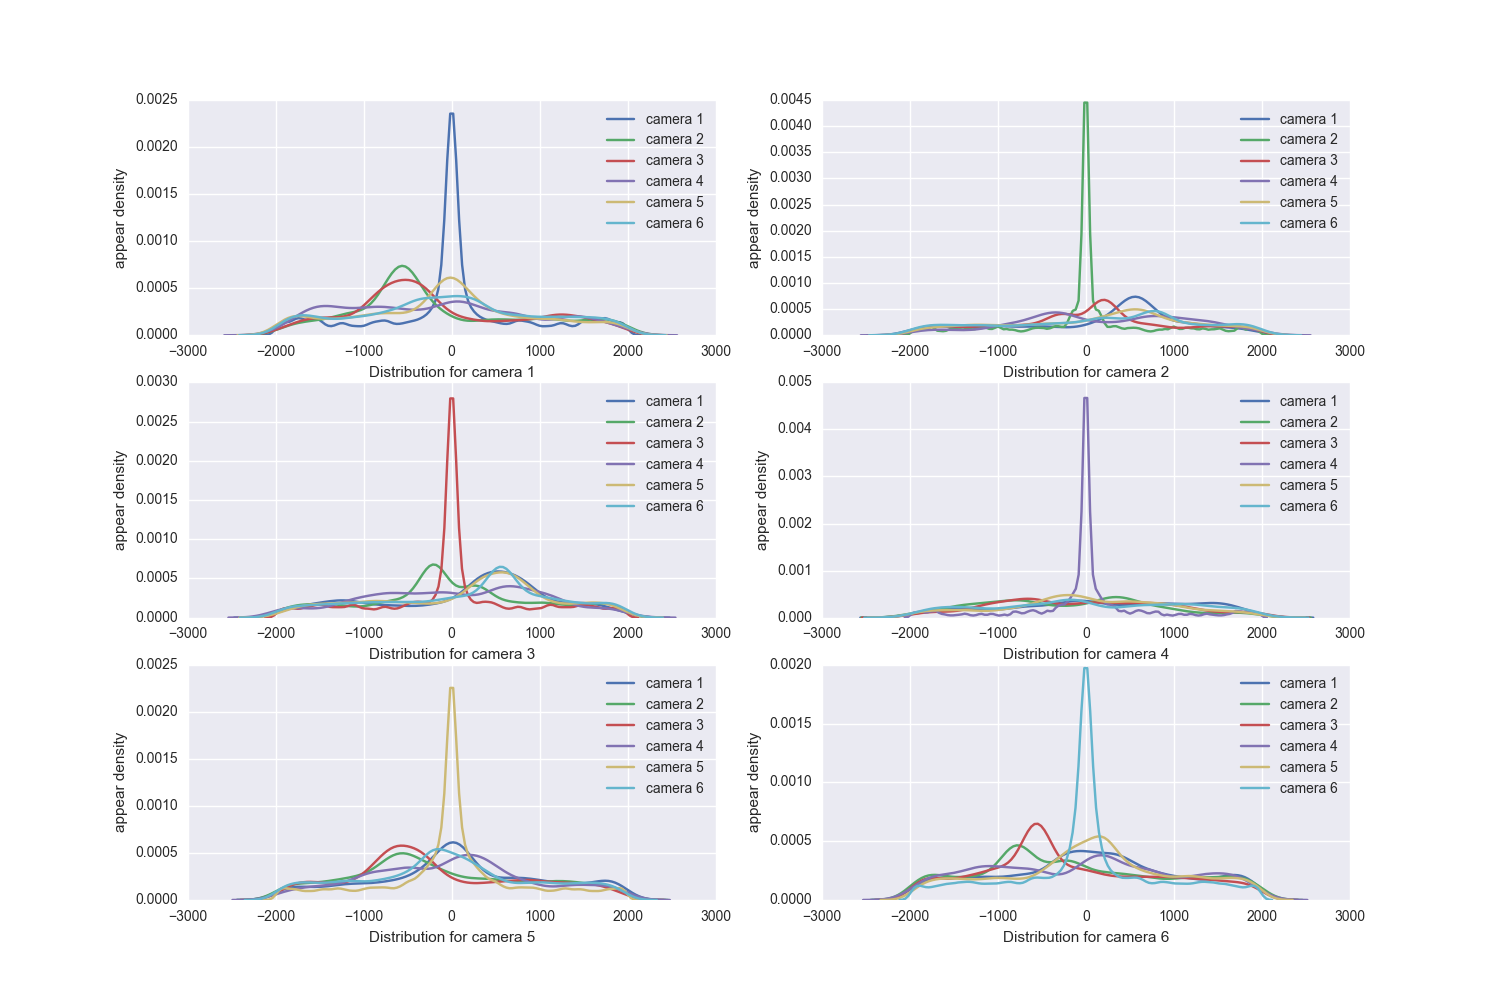 0.0025
0.0020
0.0015
0.0010
0.0005
0.0000
appear density
camera 1
camera 2
camera 3
camera 4
camera 5
camera 6
−3000 −2000 −1000 0 1000 2000 3000
Distribution for camera 1
0.0045
0.0040
0.0035
0.0030
0.0025
0.0020
0.0015
0.0010
0.0005
0.0000
appear density
camera 1
camera 2
camera 3
camera 4
camera 5
camera 6
−3000 −2000 −1000 0 1000 2000 3000
Distribution for camera 2
0.0030
0.0025
0.0020
0.0015
0.0010
0.0005
0.0000
appear density
camera 1
camera 2
camera 3
camera 4
camera 5
camera 6
−3000 −2000 −1000 0 1000 2000 3000
Distribution for camera 3
0.005
0.004
0.003
0.002
0.001
0.000
appear density
camera 1
camera 2
camera 3
camera 4
camera 5
camera 6
−3000 −2000 −1000 0 1000 2000 3000
Distribution for camera 4
0.0025
0.0020
0.0015
0.0010
0.0005
0.0000
appear density
camera 1
camera 2
camera 3
camera 4
camera 5
camera 6
−3000 −2000 −1000 0 1000 2000 3000
Distribution for camera 5
0.0020
0.0015
0.0010
0.0005
0.0000
appear density
camera 1
camera 2
camera 3
camera 4
camera 5
camera 6
−3000 −2000 −1000 0 1000 2000 3000
Distribution for camera 6